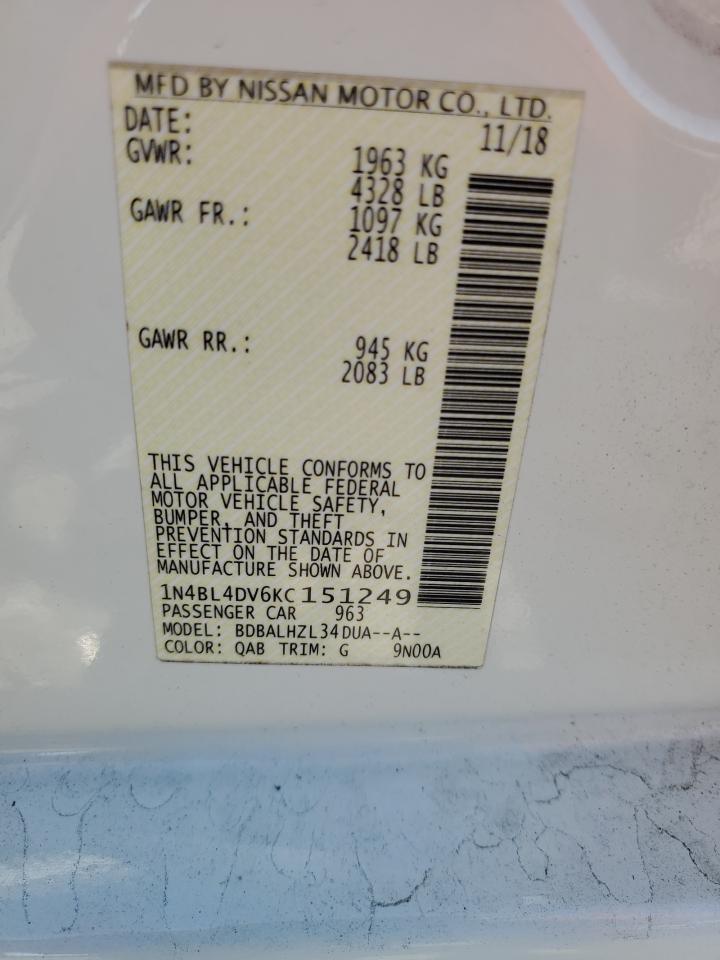 MFD BY NISSAN MOTOR CO., LTD.
DATE: 11/18
GVWR: 1963 KG
4328 LB
GAWR FR.: 1097 KG
2418 LB
GAWR RR.: 945 KG
2083 LB
THIS VEHICLE CONFORMS TO
ALL APPLICABLE FEDERAL
MOTOR VEHICLE SAFETY,
BUMPER, AND THEFT
PREVENTION STANDARDS IN
EFFECT ON THE DATE OF
MANUFACTURE SHOWN ABOVE.
1N4BL4DV6KC151249
PASSENGER CAR 963
MODEL: BDBALHZL34DUA--A--
COLOR: QAB TRIM: G 9N00A